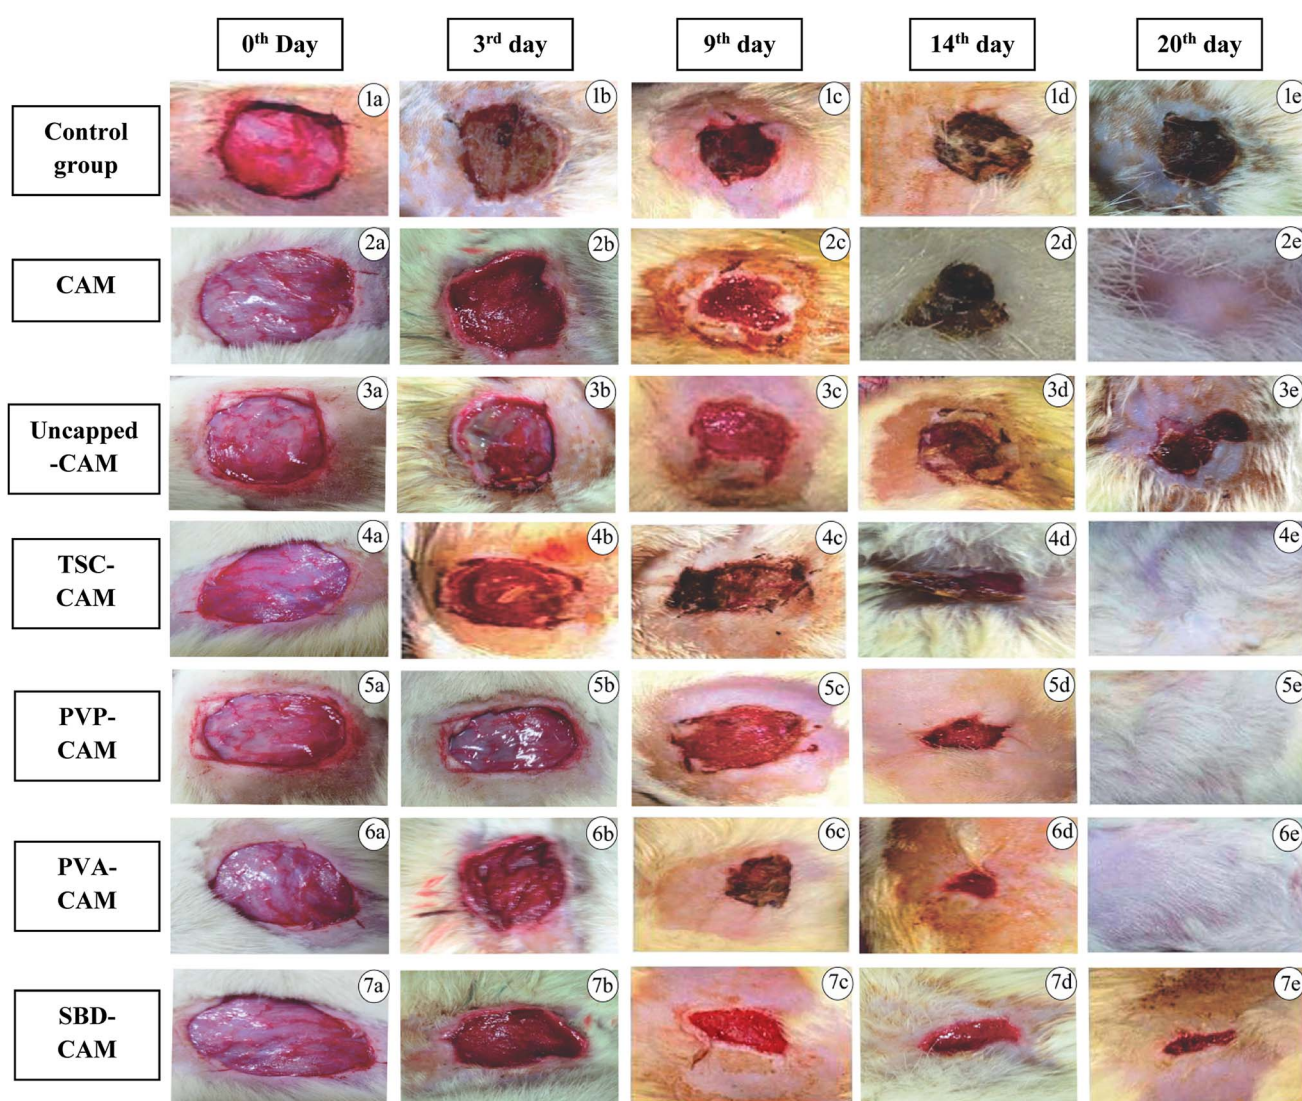 0th Day
3rd day
9th day
14th day
20th day
Control
group
1a
1b
1c
1d
1e
CAM
2a
2b
2c
2d
2e
Uncapped
-CAM
3a
3b
3c
3d
3e
TSC-
CAM
4a
4b
4c
4d
4e
PVP-
CAM
5a
5b
5c
5d
5e
PVA-
CAM
6a
6b
6c
6d
6e
SBD-
CAM
7a
7b
7c
7d
7e